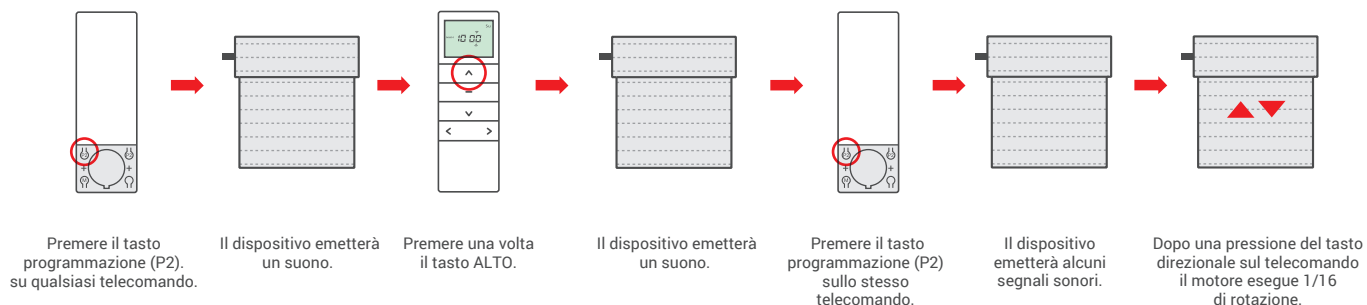 1000
Premere il tasto
programmazione (P2).
su qualsiasi telecomando.
Il dispositivo emetterà
un suono.
Premere una volta
il tasto ALTO.
Il dispositivo emetterà
un suono.
Premere il tasto
programmazione (P2)
sullo stesso
telecomando.
Il dispositivo
emetterà alcuni
segnali sonori.
Dopo una pressione del tasto
direzionale sul telecomando
il motore esegue 1/16
di rotazione.